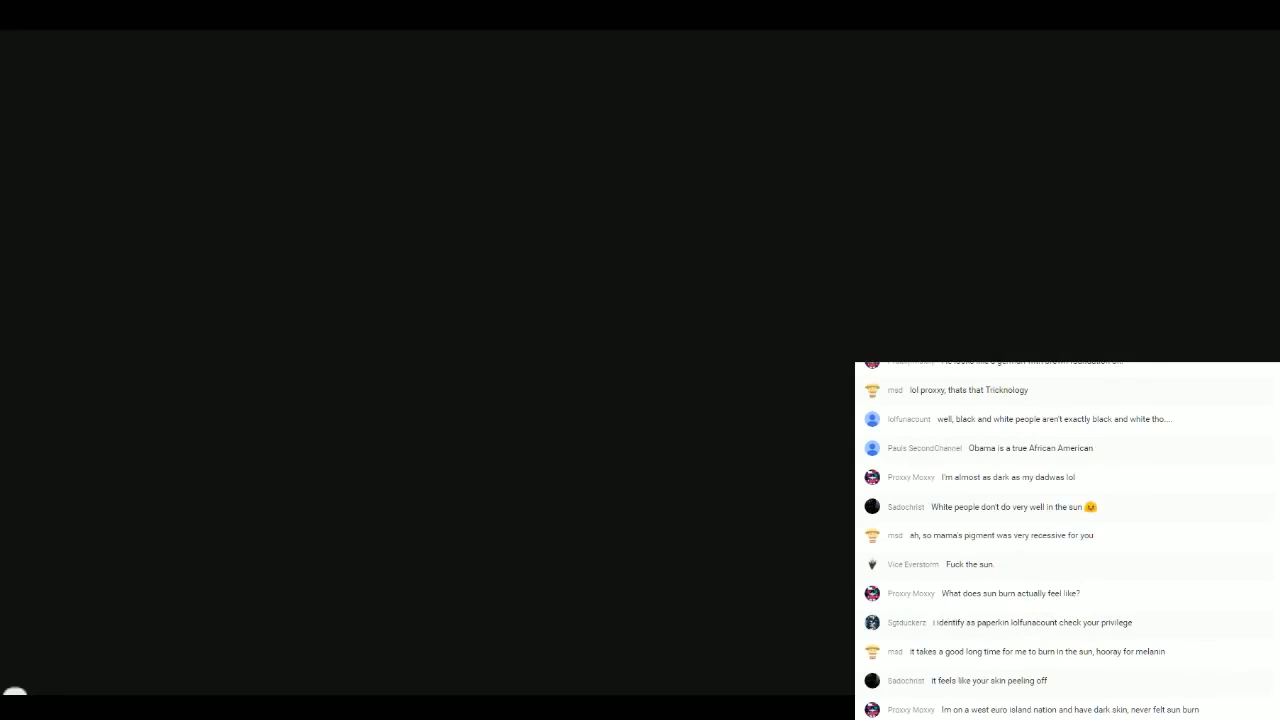 msd lol proxxy, thats that Tricknology
lolfunacount well, black and white people aren't exactly black and white tho....
Pauls SecondChannel Obama is a true African American
Proxxy Moxxy I'm almost as dark as my dadwas lol
Sadochrist White people don't do very well in the sun
msd ah, so mama's pigment was very recessive for you
Vice Everstorm Fuck the sun.
Proxxy Moxxy What does sun burn actually feel like?
Sgtduckerz i identify as paperkin lolfunacount check your privilege
msd it takes a good long time for me to burn in the sun, hooray for melanin
Sadochrist it feels like your skin peeling off
Proxxy Moxxy Im on a west euro island nation and have dark skin, never felt sun burn